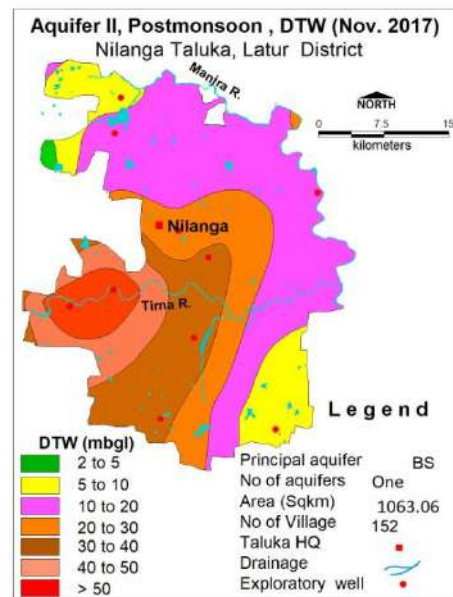 Aquifer II, Postmonsoon , DTW (Nov. 2017)
Nilanga Taluka, Latur District
Manjra R.
NORTH
0 7.5 15
kilometers
Nilanga
Tirna R.
Legend
DTW (mbgl)
2 to 5
5 to 10
10 to 20
20 to 30
30 to 40
40 to 50
> 50
Principal aquifer BS
No of aquifers One
Area (Sqkm) 1063.06
No of Village 152
Taluka HQ
Drainage
Exploratory well